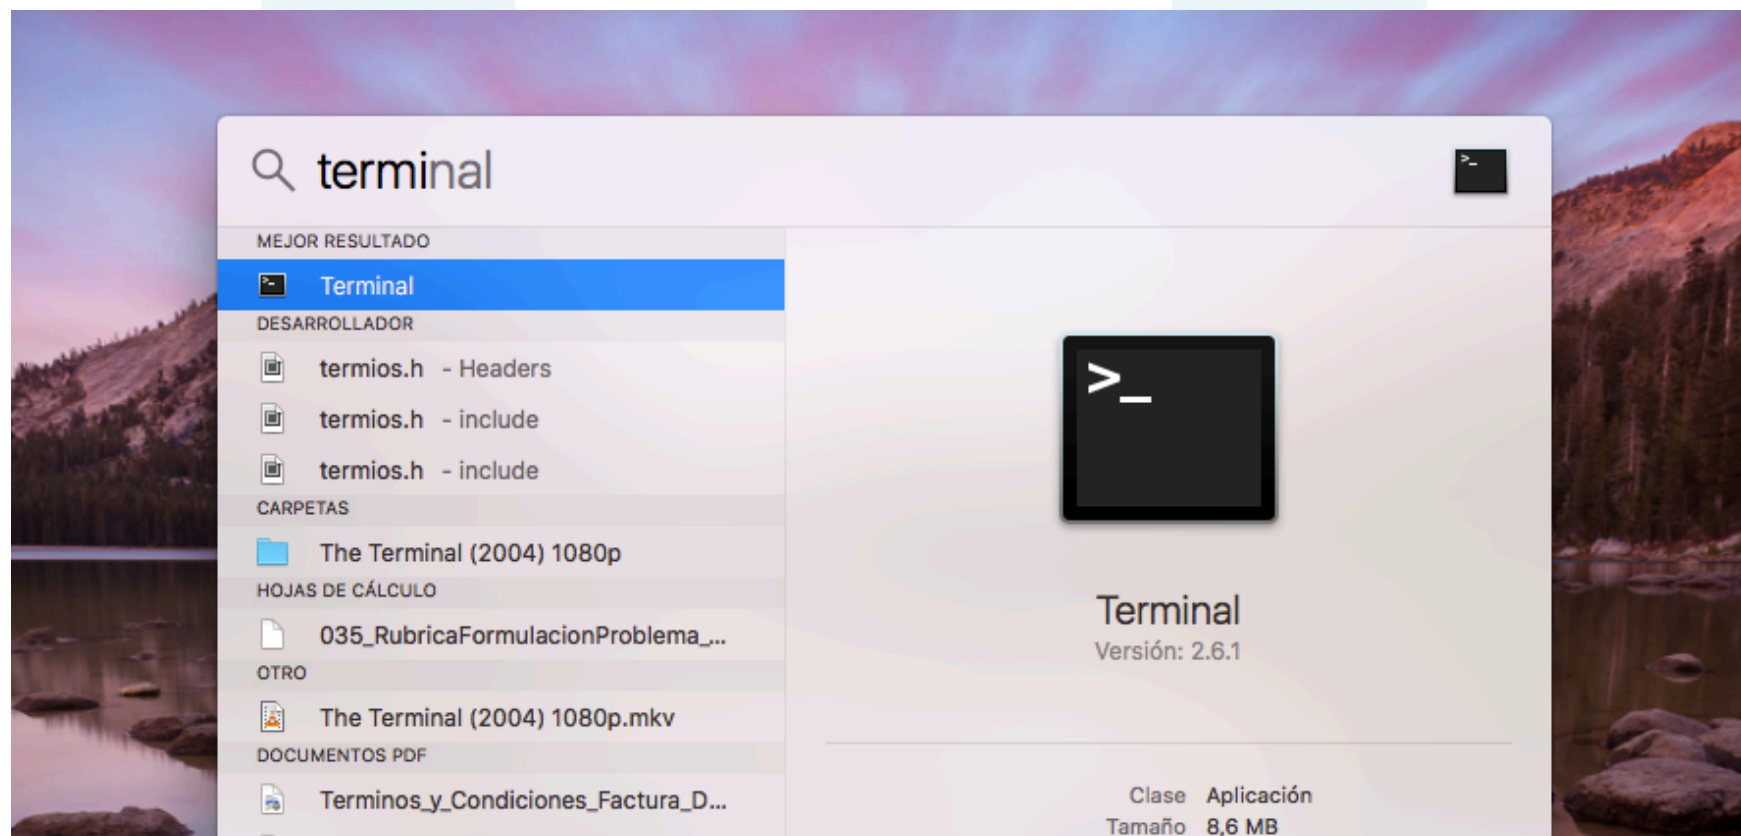 terminal
MEJOR RESULTADO
Terminal
DESARROLLADOR
termios.h - Headers
termios.h - include
termios.h - include
CARPETAS
The Terminal (2004) 1080p
HOJAS DE CÁLCULO
035_RubricaFormulacionProblema_...
OTRO
The Terminal (2004) 1080p.mkv
DOCUMENTOS PDF
Terminos_y_Condiciones_Factura_D...
>_
Terminal
Versión: 2.6.1
Clase Aplicación
Tamaño 8,6 MB